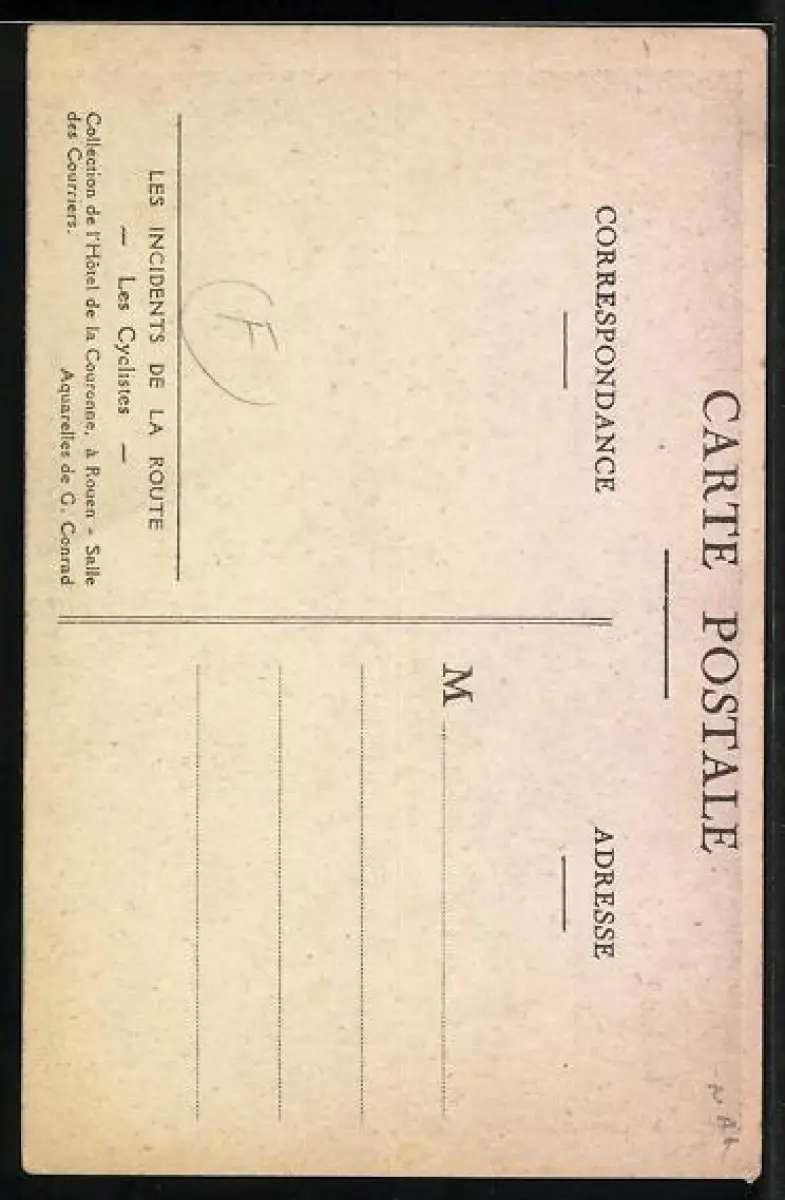 CARTE POSTALE
CORRESPONDANCE
ADRESSE
M
F
LES INCIDENTS DE LA ROUTE
— Les Cyclistes —
Collection de l'Hôtel de la Couronne, à Rouen - Salle
des Courriers.
Aquarelles de G. Conrad